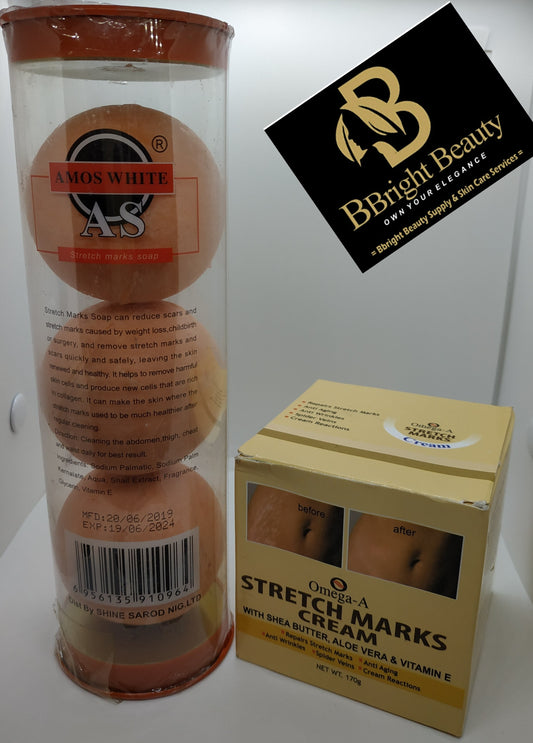 AMOS WHITE
®
AS
Stretch marks soap
Stretch Marks Soap can reduce scars and
stretch marks caused by weight loss,childbirth
or surgery, and remove stretch marks and
scars quickly and safely, leaving the skin
renewed and healthy. It helps to remove harmful
skin cells and produce new cells that are rich
in collagen. It can make the skin where the
stretch marks used to be much healthier after
regular cleaning.
Direction: Cleaning the abdomen,thigh, cheat
and waist daily for best result.
Ingredients: Sodium Palmatic, Sodium Palm
Kernalate, Aqua, Snail Extract, Fragrance,
Glycerin, Vitamin E
MFD:20/06/2019
EXP:19/06/2024
6 956135 910964
Dist By SHINE SAROD NIG.LTD
B
BBright Beauty
OWN YOUR ELEGANCE
= Bbright Beauty Supply & Skin Care Services =
Repairs Stretch Marks
Anti aging
Anti Wrinkles
Spider Veins
Cream Reactions
Omega-A
STRETCH
MARKS
Cream
before
after
Omega-A
STRETCH MARKS
CREAM
WITH SHEA BUTTER, ALOE VERA & VITAMIN E
Repairs Stretch Marks Anti Aging
Anti Wrinkles Spider Veins Cream Reactions
NET WT. 170g